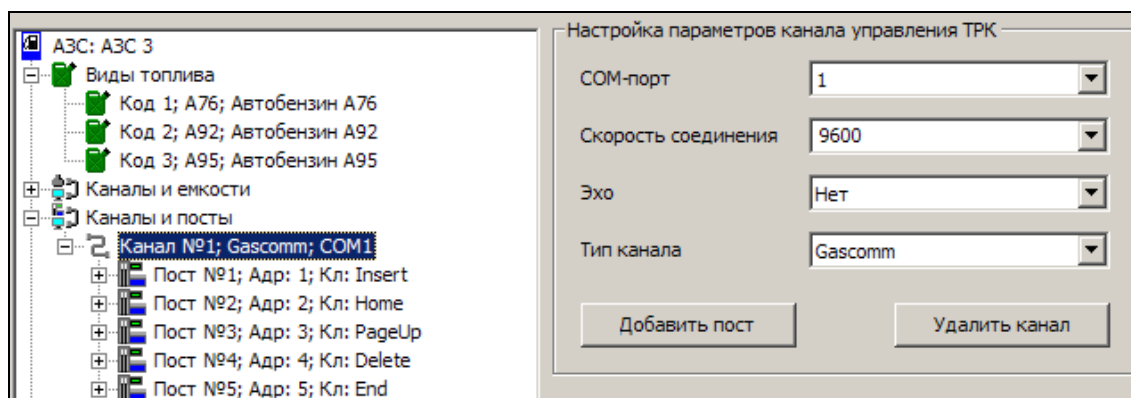 АЗС: АЗС 3
Виды топлива
Код 1; А76; Автобензин А76
Код 2; А92; Автобензин А92
Код 3; А95; Автобензин А95
Каналы и емкости
Каналы и посты
Канал №1; Gascomm; COM1
Пост №1; Адр: 1; Кл: Insert
Пост №2; Адр: 2; Кл: Home
Пост №3; Адр: 3; Кл: PageUp
Пост №4; Адр: 4; Кл: Delete
Пост №5; Адр: 5; Кл: End
Настройка параметров канала управления ТРК
COM-порт
1
Скорость соединения
9600
Эхо
Нет
Тип канала
Gascomm
Добавить пост
Удалить канал